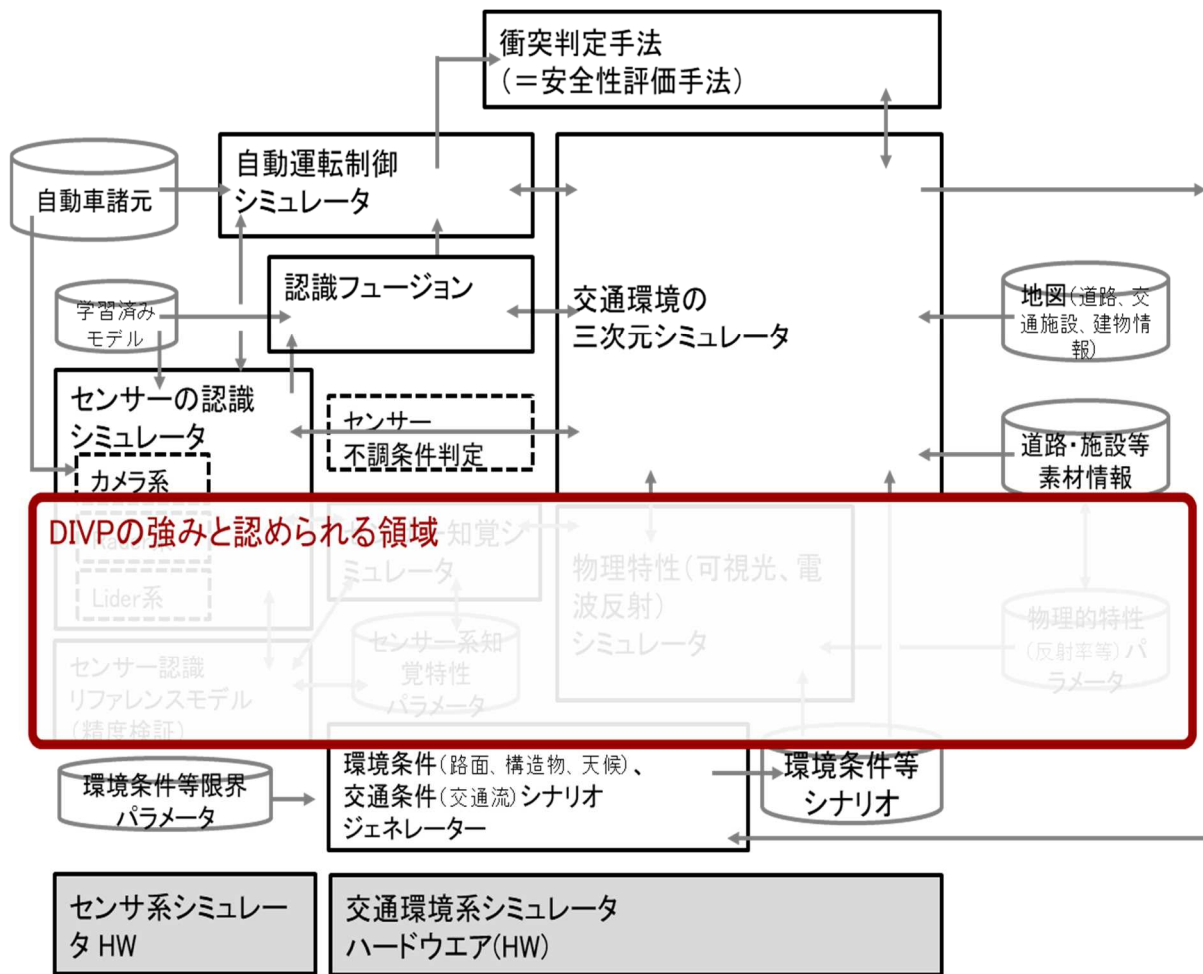 衝突判定手法
(＝安全性評価手法)
自動運転制御
シミュレータ
自動車諸元
認識フュージョン
学習済み
モデル
交通環境の
三次元シミュレータ
地図(道路、交
通施設、建物情
報)
センサーの認識
シミュレータ
カメラ系
センサー
不調条件判定
道路・施設等
素材情報
DIVPの強みと認められる領域
Lider系
知覚シ
ミュレータ
物理特性(可視光、電
波反射)
シミュレータ
センサー系知
覚特性
パラメータ
物理的特性
(反射率等)パ
ラメータ
センサー認識
リファレンスモデル
(精度検証)
環境条件等限界
パラメータ
環境条件(路面、構造物、天候)、
交通条件(交通流)シナリオ
ジェネレーター
環境条件等
シナリオ
センサ系シミュレー
タ HW
交通環境系シミュレータ
ハードウエア(HW)